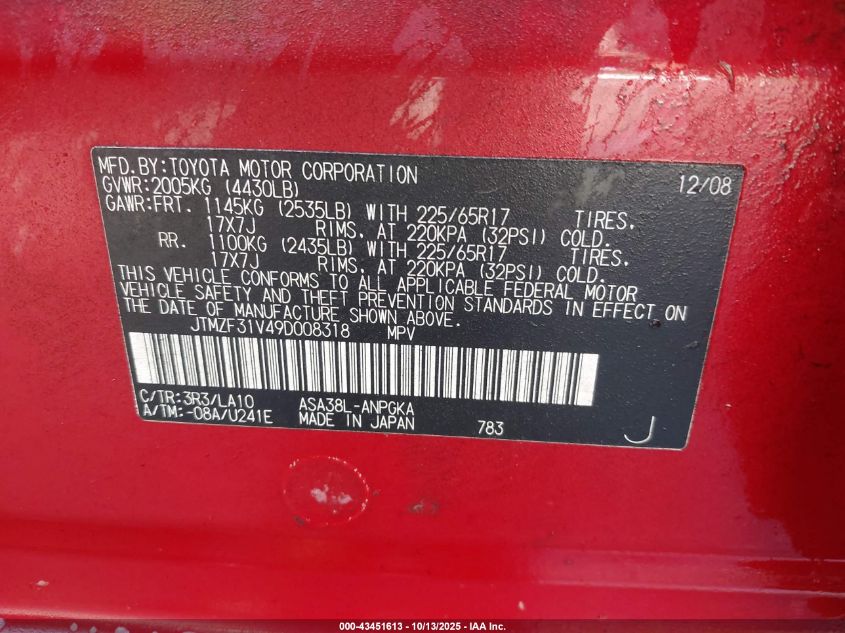 MFD.BY:TOYOTA MOTOR CORPORATION 12/08
GVWR:2005KG (4430LB)
GAWR:FRT. 1145KG (2535LB) WITH 225/65R17 TIRES.
17X7J RIMS. AT 220KPA (32PSI) COLD.
RR. 1100KG (2435LB) WITH 225/65R17 TIRES.
17X7J RIMS. AT 220KPA (32PSI) COLD.
THIS VEHICLE CONFORMS TO ALL APPLICABLE FEDERAL MOTOR
VEHICLE SAFETY AND THEFT PREVENTION STANDARDS IN EFFECT ON
THE DATE OF MANUFACTURE SHOWN ABOVE.
JTMZF31V49D008318 MPV
C/TR:3R3/LA10 ASA38L-ANPGKA
A/TM:-08A/U241E MADE IN JAPAN 783 J
000-43451613 - 10/13/2025 - IAA Inc.